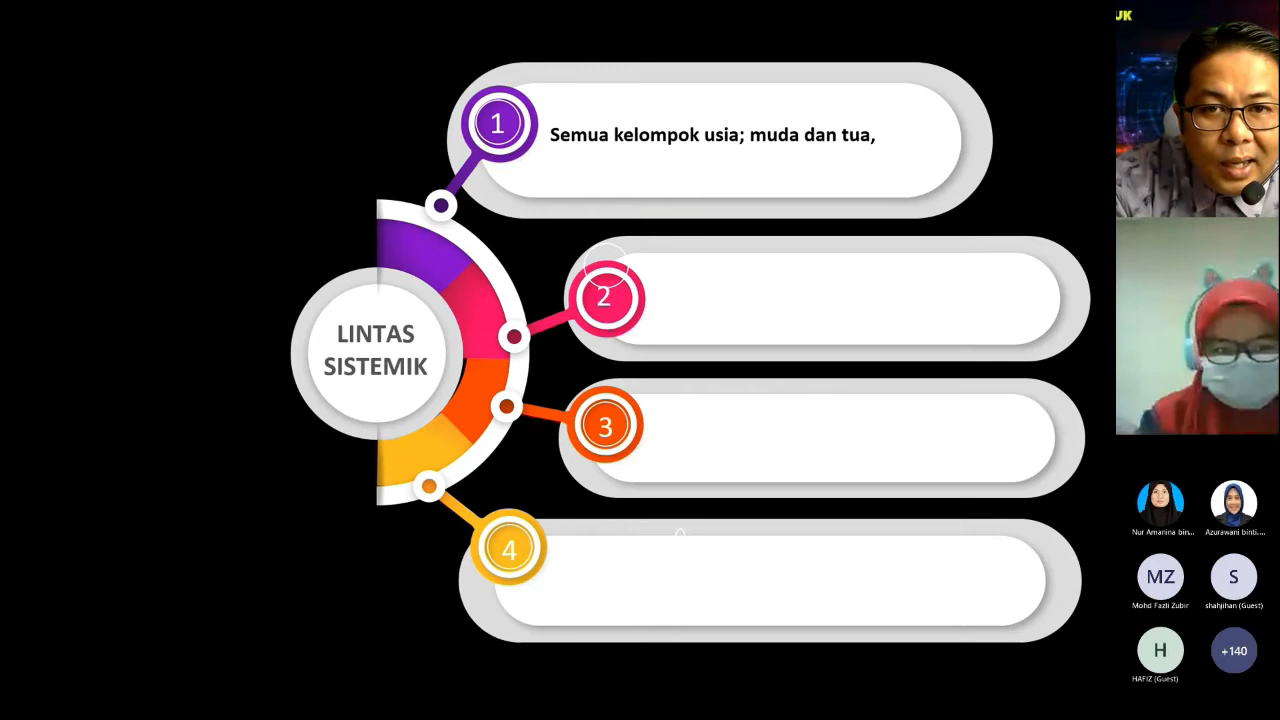 UK
1
Semua kelompok usia; muda dan tua,
2
LINTAS
SISTEMIK
3
4
Nur Amanina bin...
Azurawani binti....
MZ
S
Mohd Fazli Zubir
shahjihan (Guest)
H
+140
HAFIZ (Guest)